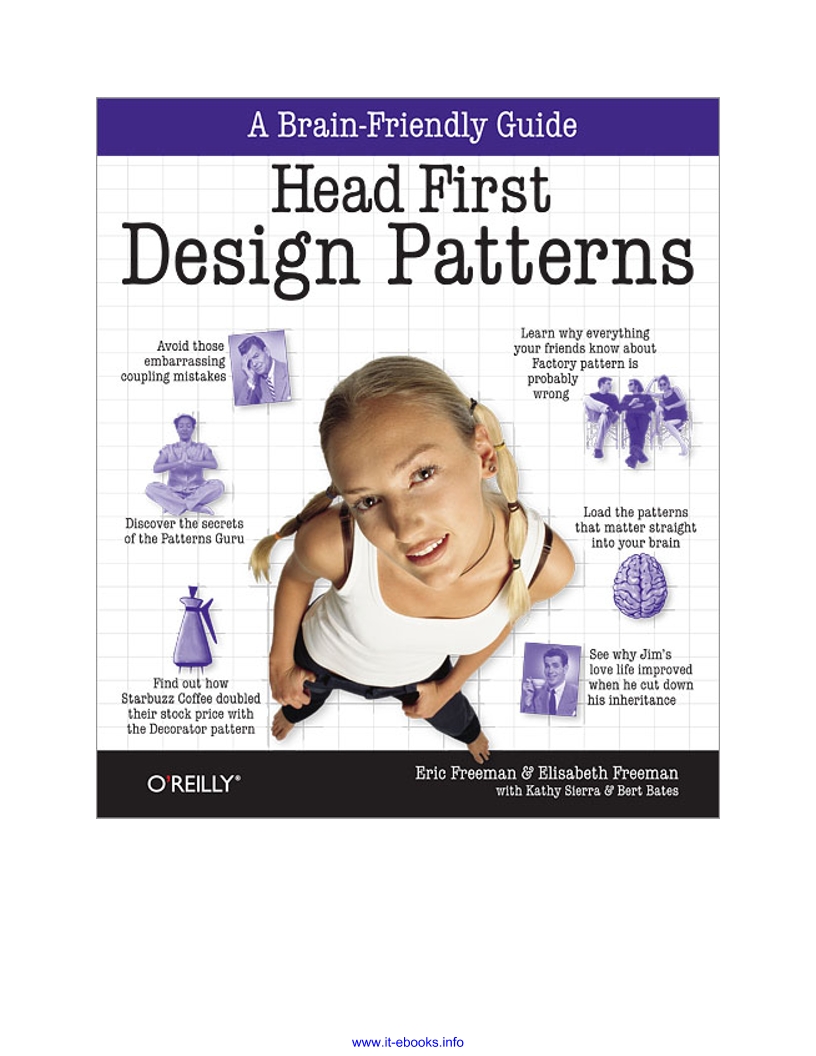 A Brain-Friendly Guide
Head First
Design Patterns
Avoid those
embarrassing
coupling mistakes
Learn why everything
your friends know about
Factory pattern is
probably
wrong
Discover the secrets
of the Patterns Guru
Load the patterns
that matter straight
into your brain
Find out how
Starbuzz Coffee doubled
their stock price with
the Decorator pattern
See why Jim's
love life improved
when he cut down
his inheritance
O'REILLY®
Eric Freeman & Elisabeth Freeman
with Kathy Sierra & Bert Bates
www.it-ebooks.info